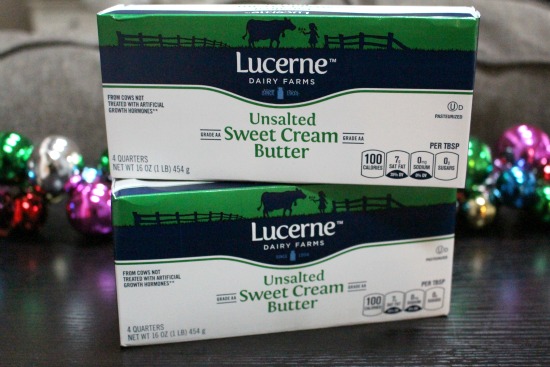 Lucerne™
DAIRY FARMS
FROM COWS NOT
TREATED WITH ARTIFICIAL
GROWTH HORMONES**
U D
PASTEURIZED
GRADE AA
Unsalted
Sweet Cream
Butter
GRADE AA
4 QUARTERS
NET WT 16 OZ (1 LB) 454 g
PER TBSP
100
CALORIES
7g
SAT FAT
0mg
SODIUM
0g
SUGARS
Lucerne™
DAIRY FARMS
FROM COWS NOT
TREATED WITH ARTIFICIAL
GROWTH HORMONES**
PASTEURIZED
GRADE AA
Unsalted
Sweet Cream
Butter
GRADE AA
4 QUARTERS
NET WT 16 OZ (1 LB) 454 g
PER TBSP
100
CALORIES